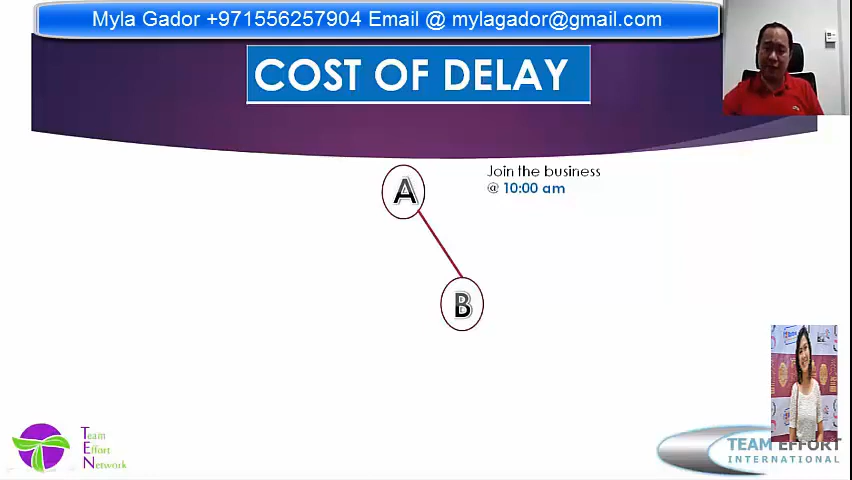 Myla Gador +971556257904 Email @ mylagador@gmail.com
COST OF DELAY
Join the business
@ 10:00 am
A
B
Team
Effort
Network
TEAM EFFORT
INTERNATIONAL